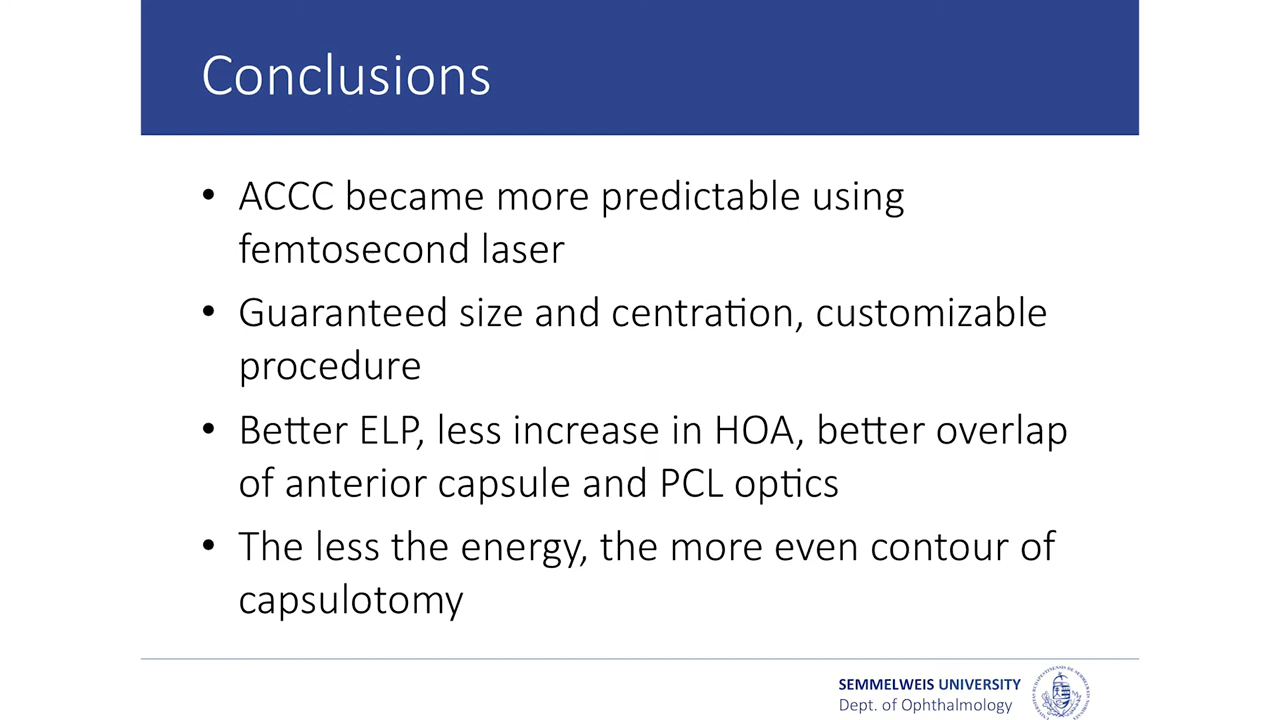 Conclusions
• ACCC became more predictable using
femtosecond laser
• Guaranteed size and centration, customizable
procedure
• Better ELP, less increase in HOA, better overlap
of anterior capsule and PCL optics
• The less the energy, the more even contour of
capsulotomy
SEMMELWEIS UNIVERSITY
Dept. of Ophthalmology